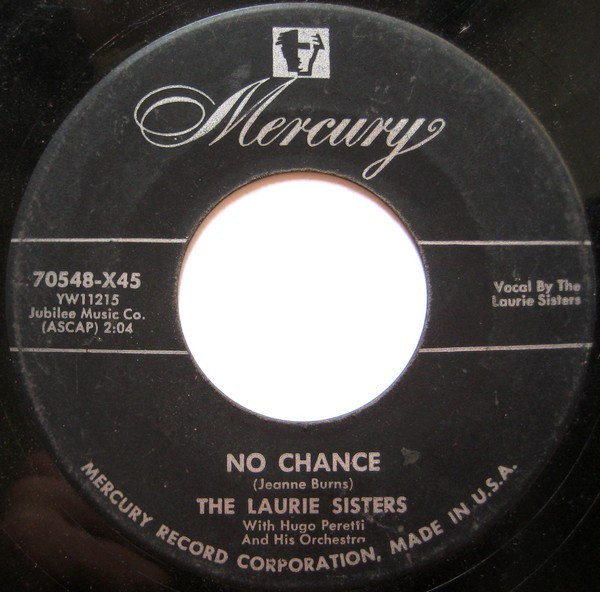 Mercury
70548-X45
YW11215
Jubilee Music Co.
(ASCAP) 2:04
Vocal By The
Laurie Sisters
NO CHANCE
(Jeanne Burns)
THE LAURIE SISTERS
With Hugo Peretti
And His Orchestra
MERCURY RECORD CORPORATION, MADE IN U.S.A.